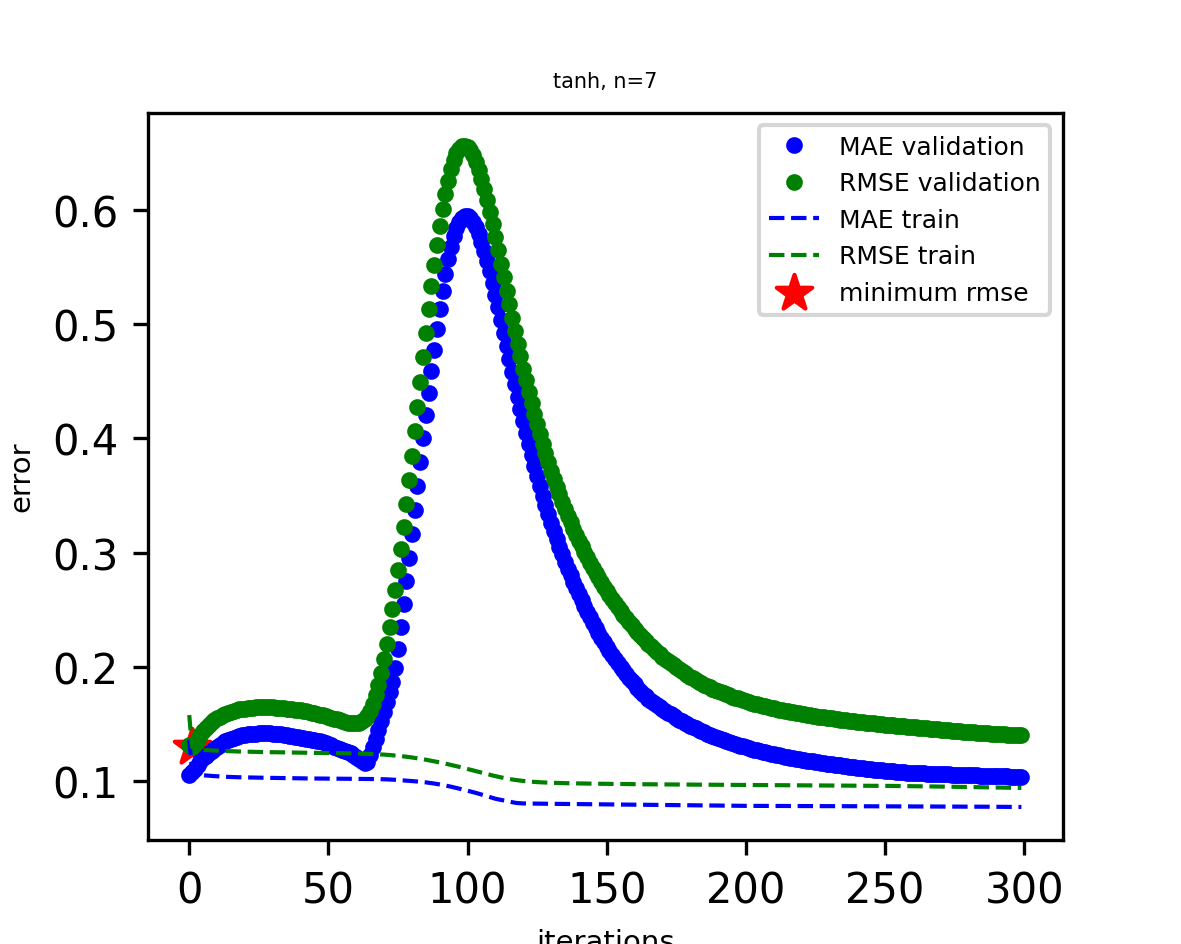 tanh, n=7
MAE validation
RMSE validation
MAE train
RMSE train
minimum rmse
error
0.6
0.5
0.4
0.3
0.2
0.1
0 50 100 150 200 250 300
iterations